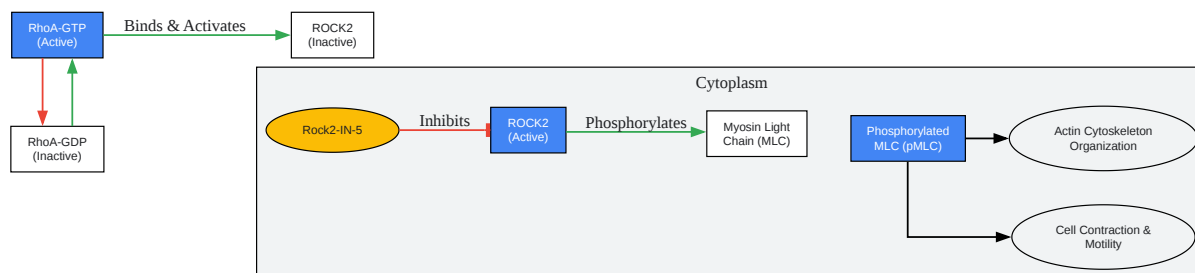 RhoA-GTP
(Active)
Binds & Activates
ROCK2
(Inactive)
RhoA-GDP
(Inactive)
Cytoplasm
Rock2-IN-5
Inhibits
ROCK2
(Active)
Phosphorylates
Myosin Light
Chain (MLC)
Phosphorylated
MLC (pMLC)
Actin Cytoskeleton
Organization
Cell Contraction &
Motility